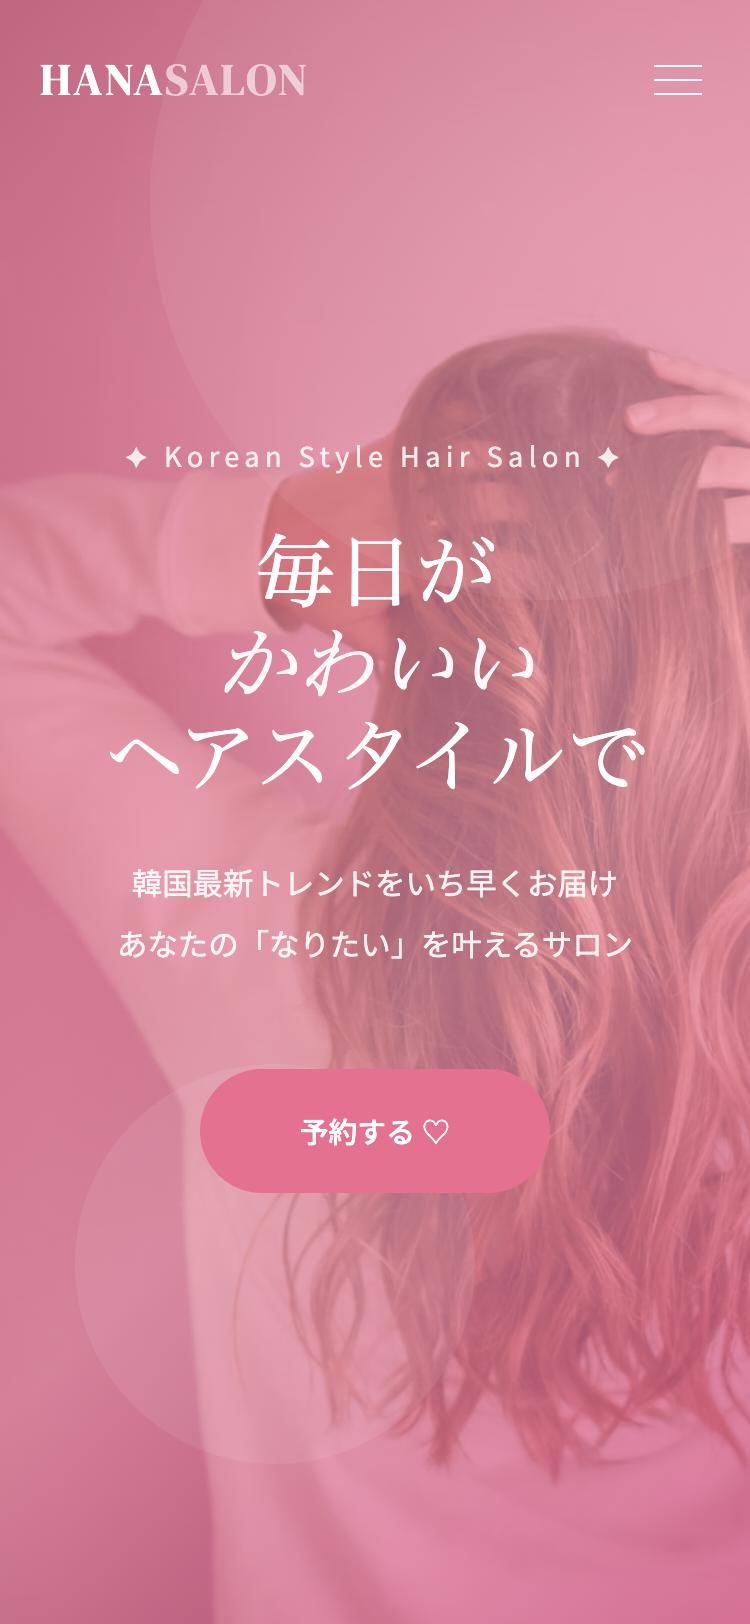 HANASALON
✦ Korean Style Hair Salon ✦
毎日が
かわいい
ヘアスタイルで
韓国最新トレンドをいち早くお届け
あなたの「なりたい」を叶えるサロン
予約する ♡